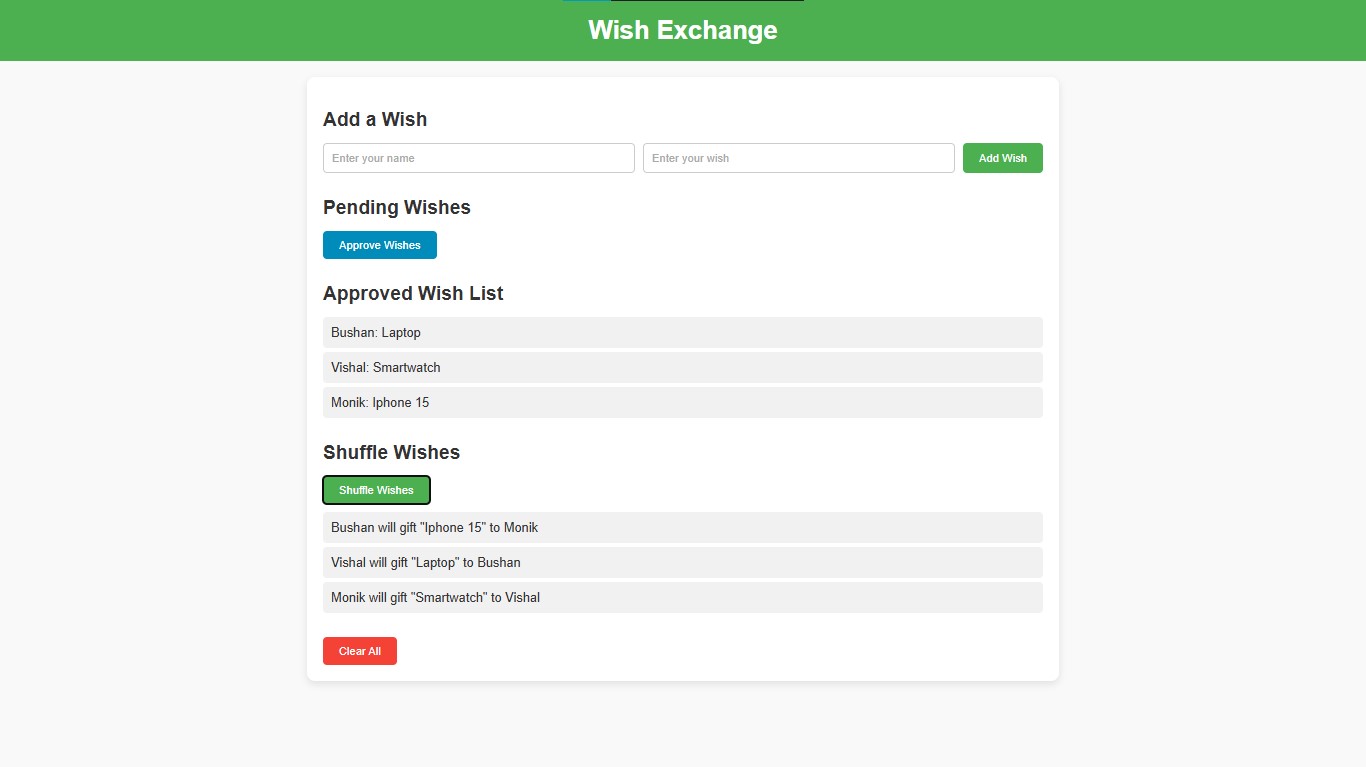 Wish Exchange
Add a Wish
Enter your name
Enter your wish
Add Wish
Pending Wishes
Approve Wishes
Approved Wish List
Bushan: Laptop
Vishal: Smartwatch
Monik: Iphone 15
Shuffle Wishes
Shuffle Wishes
Bushan will gift "Iphone 15" to Monik
Vishal will gift "Laptop" to Bushan
Monik will gift "Smartwatch" to Vishal
Clear All